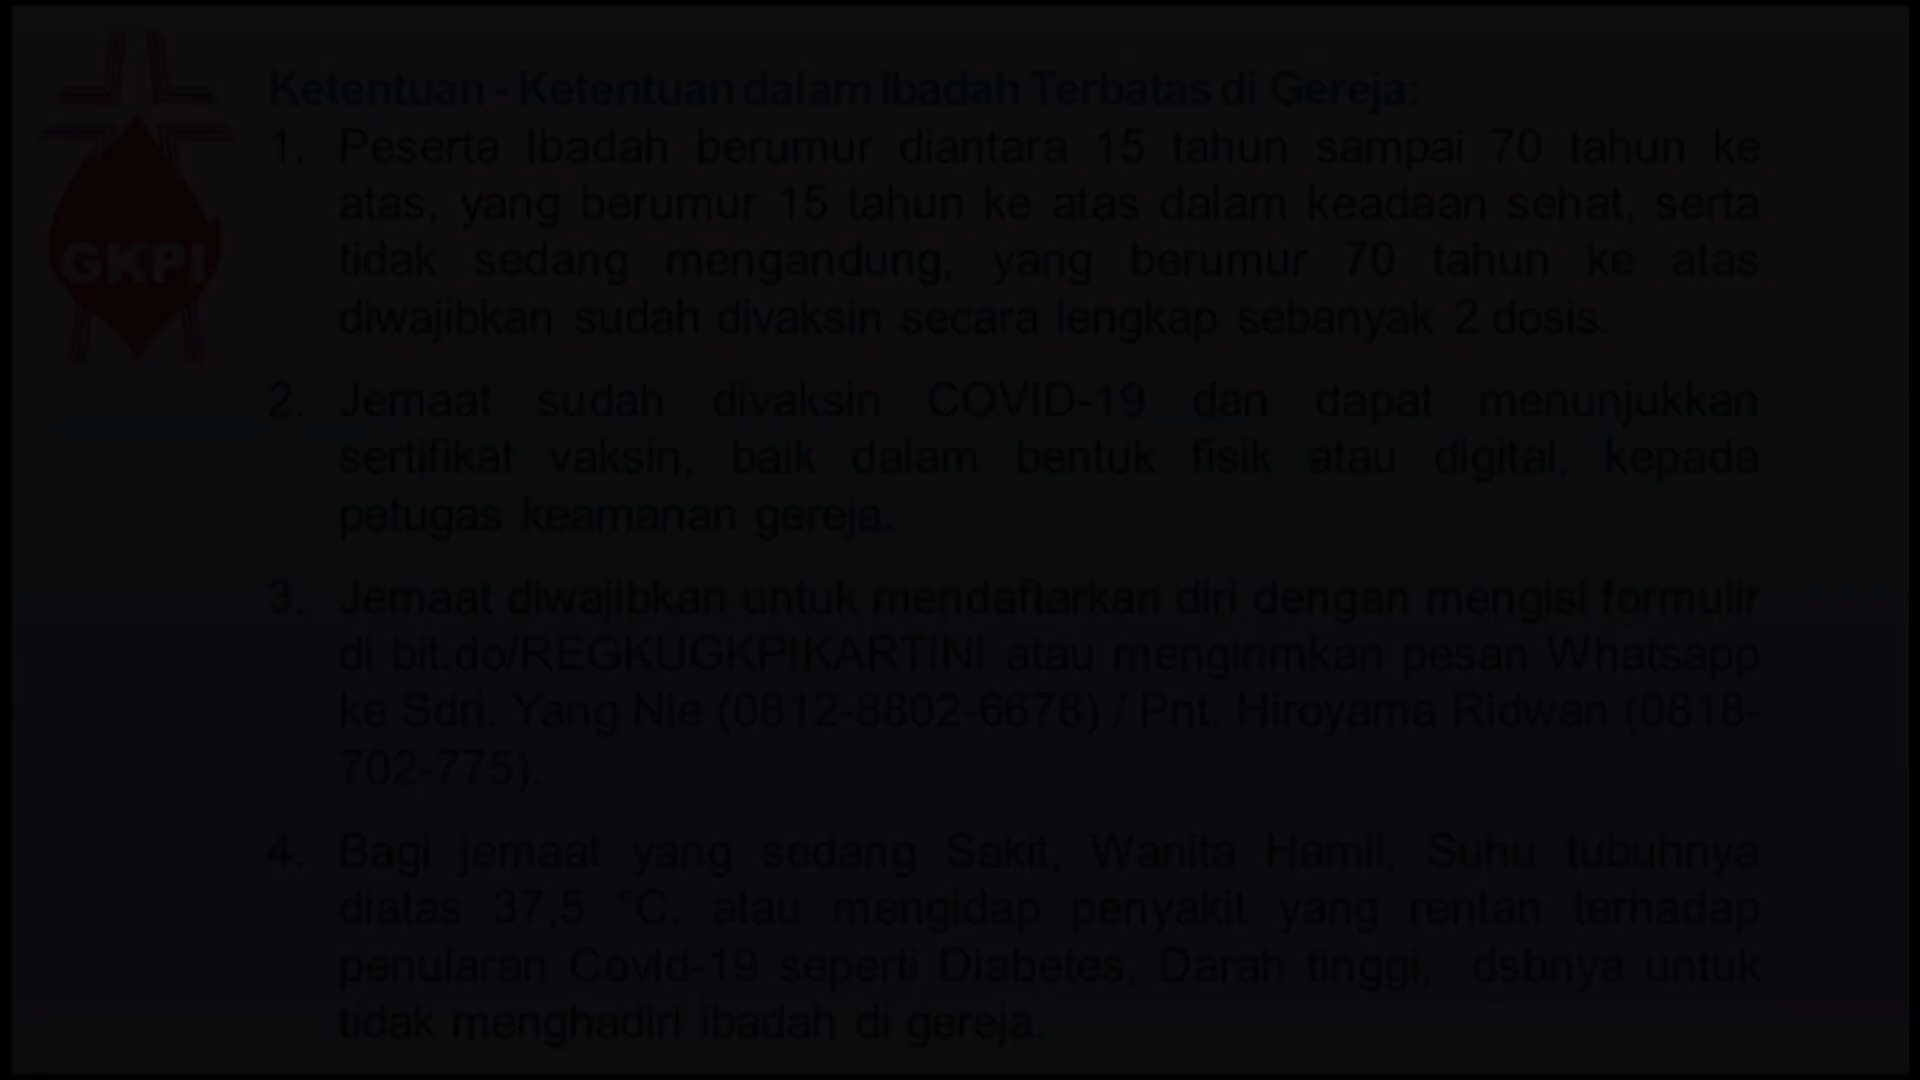 GKPI
Ketentuan - Ketentuan dalam Ibadah Terbatas di Gereja:
1. Peserta Ibadah berumur diantara 15 tahun sampai 70 tahun ke
atas, yang berumur 15 tahun ke atas dalam keadaan sehat, serta
tidak sedang mengandung, yang berumur 70 tahun ke atas
diwajibkan sudah divaksin secara lengkap sebanyak 2 dosis.
2. Jemaat sudah divaksin COVID-19 dan dapat menunjukkan
sertifikat vaksin, baik dalam bentuk fisik atau digital, kepada
petugas keamanan gereja.
3. Jemaat diwajibkan untuk mendaftarkan diri dengan mengisi formulir
di bit.do/REGKUGKPIKARTINI atau mengirimkan pesan Whatsapp
ke Sdri. Yang Nie (0812-8802-6678) / Pnt. Hiroyama Ridwan (0818-
702-775).
4. Bagi jemaat yang sedang Sakit, Wanita Hamil, Suhu tubuhnya
diatas 37,5 °C, atau mengidap penyakit yang rentan terhadap
penularan Covid-19 seperti Diabetes, Darah tinggi, dsbnya untuk
tidak menghadiri ibadah di gereja.